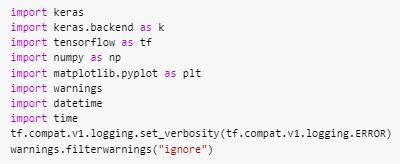 import keras
import keras.backend as k
import tensorflow as tf
import numpy as np
import matplotlib.pyplot as plt
import warnings
import datetime
import time
tf.compat.v1.logging.set_verbosity(tf.compat.v1.logging.ERROR)
warnings.filterwarnings("ignore")